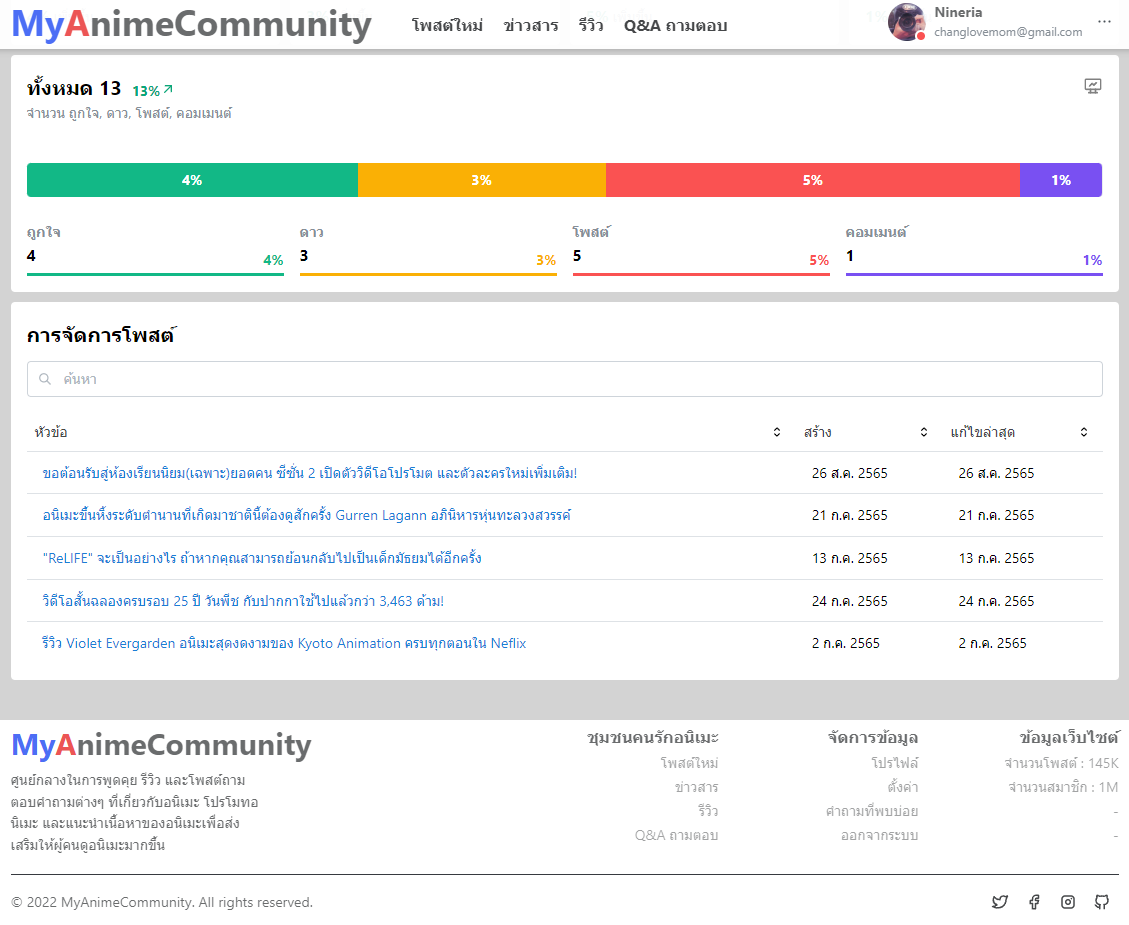 MyAnimeCommunity โพสต์ใหม่ ข่าวสาร รีวิว Q&A ถามตอบ
Nineria
changlovemom@gmail.com
ทั้งหมด 13 13%
จำนวน ถูกใจ, ดาว, โพสต์, คอมเมนต์
4% 3% 5% 1%
ถูกใจ ดาว โพสต์ คอมเมนต์
4 4% 3 3% 5 5% 1 1%
การจัดการโพสต์
ค้นหา
หัวข้อ สร้าง แก้ไขล่าสุด
ขอต้อนรับสู่ห้องเรียนนิยม(เฉพาะ)ยอดคน ซีซั่น 2 เปิดตัววิดีโอโปรโมต และตัวละครใหม่เพิ่มเติม! 26 ส.ค. 2565 26 ส.ค. 2565
อนิเมะขึ้นหิ้งระดับตำนานที่เกิดมาชาตินี้ต้องดูสักครั้ง Gurren Lagann อภินิหารหุ่นทะลวงสวรรค์ 21 ก.ค. 2565 21 ก.ค. 2565
"ReLIFE" จะเป็นอย่างไร ถ้าหากคุณสามารถย้อนกลับไปเป็นเด็กมัธยมได้อีกครั้ง 13 ก.ค. 2565 13 ก.ค. 2565
วิดีโอสั้นฉลองครบรอบ 25 ปี วันพีช กับปากกาใช้ไปแล้วกว่า 3,463 ด้าม! 24 ก.ค. 2565 24 ก.ค. 2565
รีวิว Violet Evergarden อนิเมะสุดงดงามของ Kyoto Animation ครบทุกตอนใน Neflix 2 ก.ค. 2565 2 ก.ค. 2565
MyAnimeCommunity
ศูนย์กลางในการพูดคุย รีวิว และโพสต์ถาม
ตอบคำถามต่างๆ ที่เกี่ยวกับอนิเมะ โปรโมทอ
นิเมะ และแนะนำเนื้อหาของอนิเมะเพื่อส่ง
เสริมให้ผู้คนดูอนิเมะมากขึ้น
ชุมชนคนรักอนิเมะ
โพสต์ใหม่
ข่าวสาร
รีวิว
Q&A ถามตอบ
จัดการข้อมูล
โปรไฟล์
ตั้งค่า
คำถามที่พบบ่อย
ออกจากระบบ
ข้อมูลเว็บไซต์
จำนวนโพสต์ : 145K
จำนวนสมาชิก : 1M
-
-
© 2022 MyAnimeCommunity. All rights reserved.